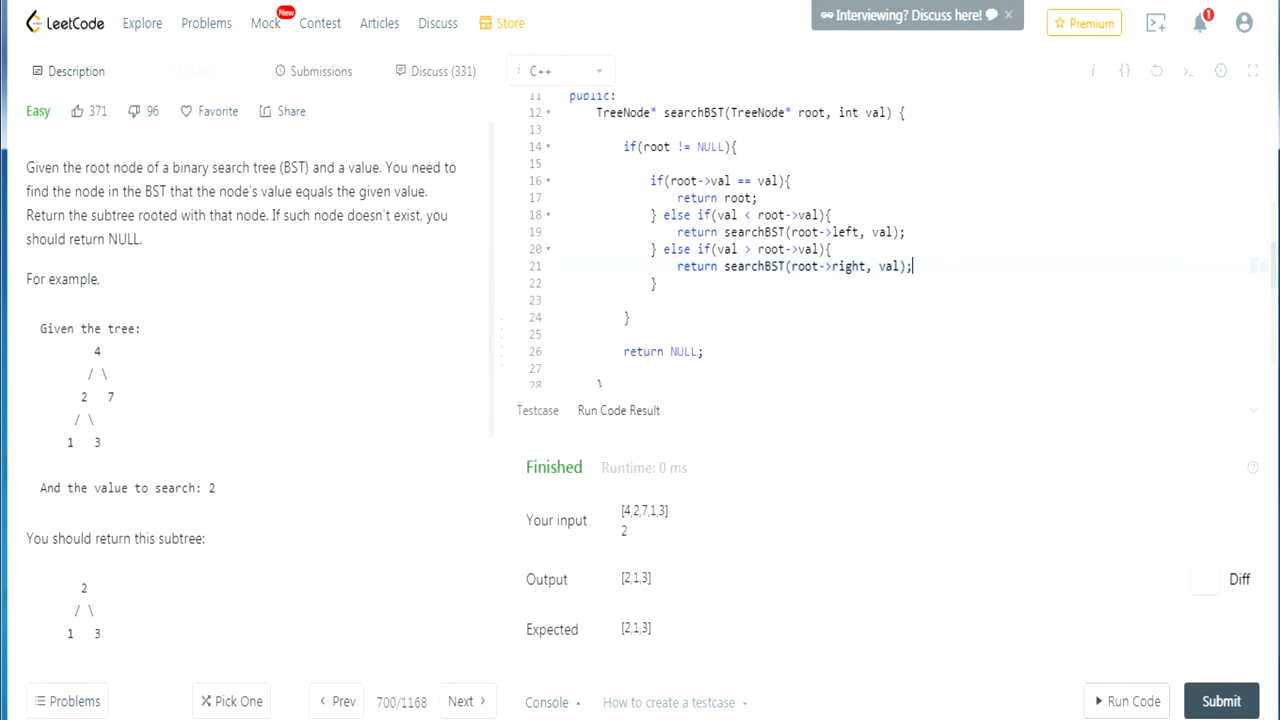 LeetCode Explore Problems Mock New Contest Articles Discuss Store Interviewing? Discuss here! × Premium 1
Description Submissions Discuss (331) i C++
Easy 371 96 Favorite Share
Given the root node of a binary search tree (BST) and a value. You need to
find the node in the BST that the node's value equals the given value.
Return the subtree rooted with that node. If such node doesn't exist, you
should return NULL.
For example,
Given the tree:
4
/ \
2 7
/ \
1 3
And the value to search: 2
You should return this subtree:
2
/ \
1 3
11 public:
12 TreeNode* searchBST(TreeNode* root, int val) {
13
14 if(root != NULL){
15
16 if(root->val == val){
17 return root;
18 } else if(val < root->val){
19 return searchBST(root->left, val);
20 } else if(val > root->val){
21 return searchBST(root->right, val);
22 }
23
24 }
25
26 return NULL;
27
28 }
Testcase Run Code Result
Finished Runtime: 0 ms
Your input [4,2,7,1,3]
2
Output [2,1,3]
Diff
Expected [2,1,3]
Problems Pick One Prev 700/1168 Next Console How to create a testcase Run Code Submit